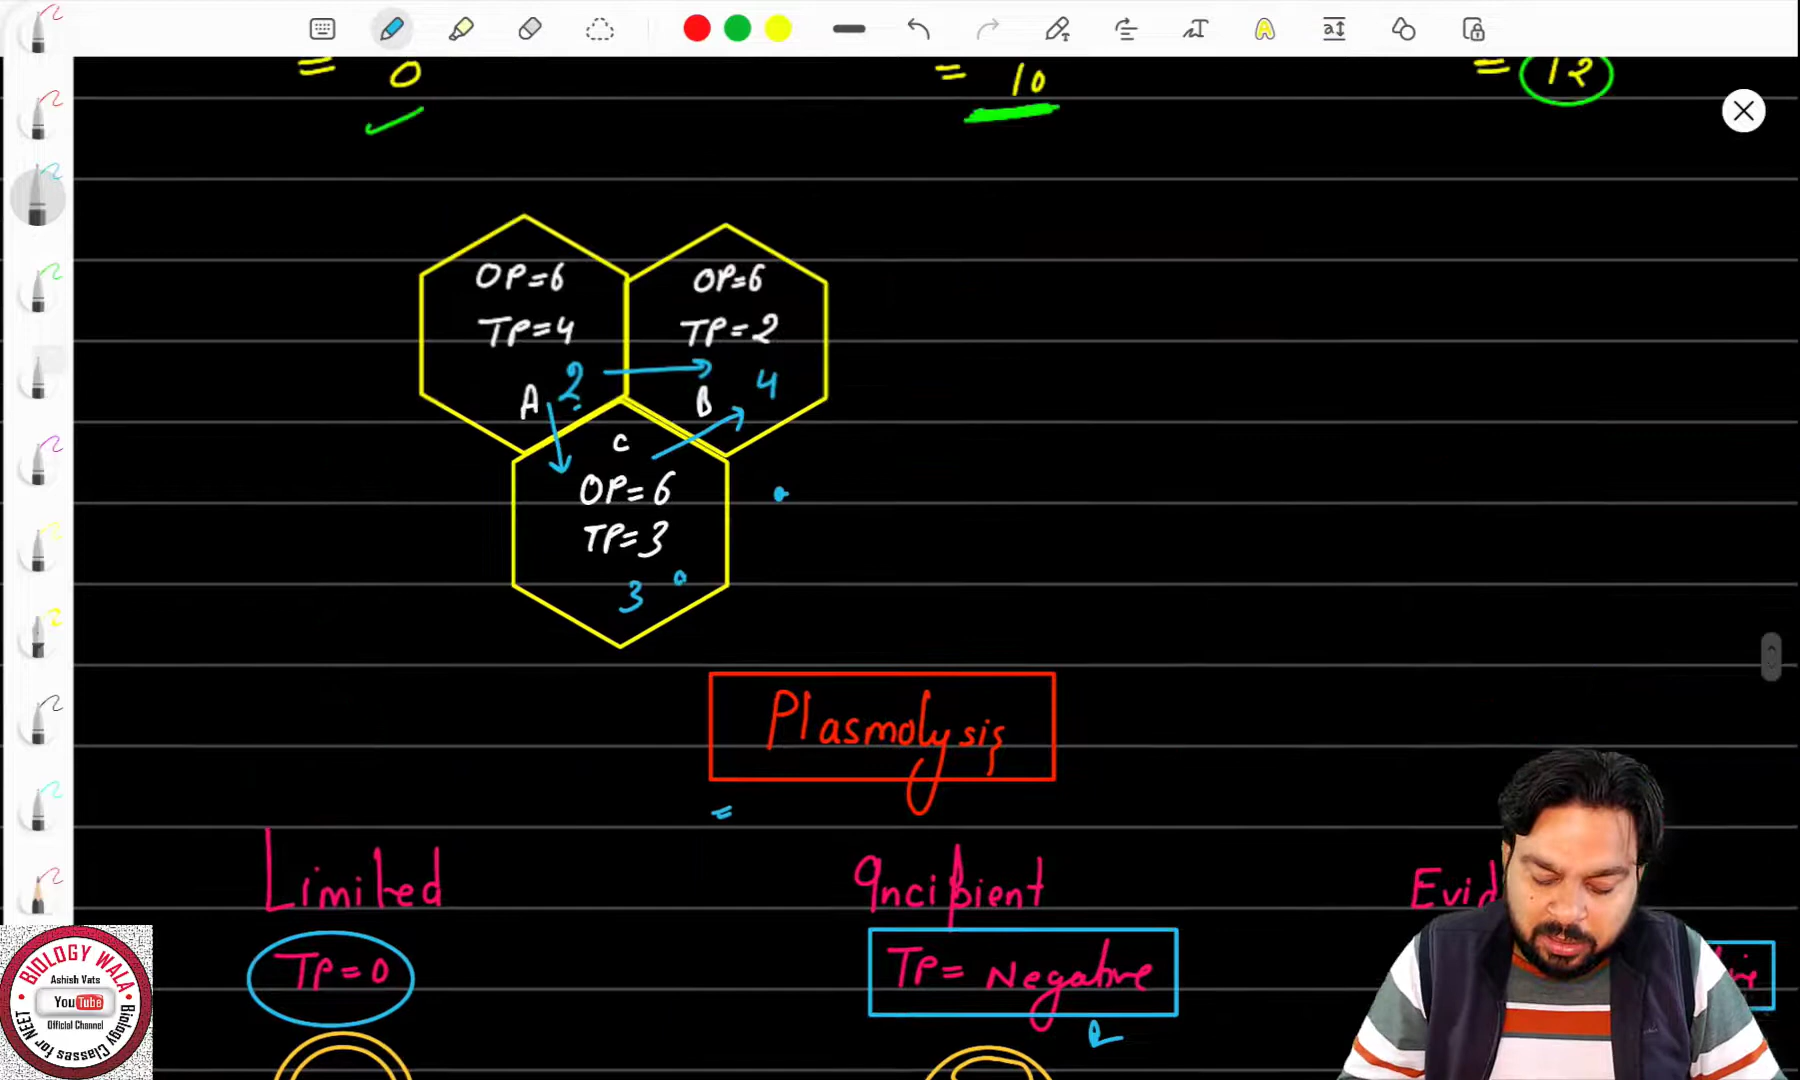 = 0
= 10
= 12
OP=6
TP=4
A 2
OP=6
TP=2
B 4
C
OP=6
TP=3
3
Plasmolysis
=
Limited
Incipient
TP=0
TP= Negative
BIOLOGY WALA
Ashish Vats
YouTube
Official Channel
Biology Classes for NEET